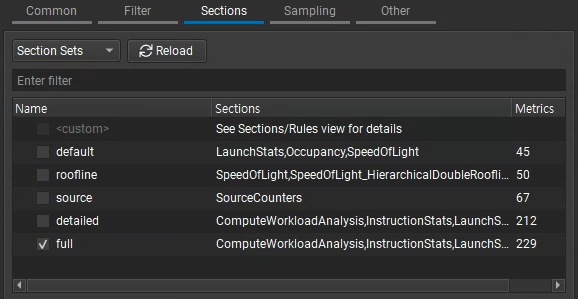 Common Filter Sections Sampling Other
Section Sets Reload
Enter filter
Name Sections Metrics
<custom> See Sections/Rules view for details
default LaunchStats,Occupancy,SpeedOfLight 45
roofline SpeedOfLight,SpeedOfLight_HierarchicalDoubleRoofli... 50
source SourceCounters 67
detailed ComputeWorkloadAnalysis,InstructionStats,LaunchS... 212
full ComputeWorkloadAnalysis,InstructionStats,LaunchS... 229